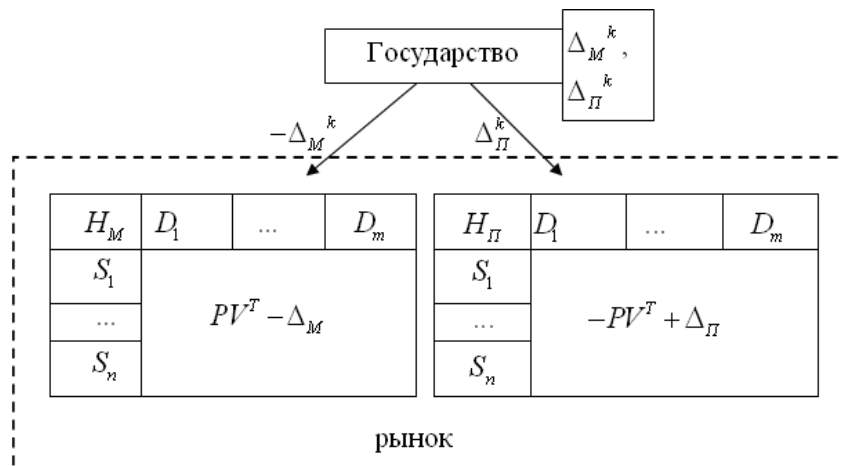 Государство
Δ_М^k,
Δ_П^k
−Δ_М^k Δ_П^k
H_М D_1 ... D_m
S_1
...
S_n
PV^T − Δ_М
H_П D_1 ... D_m
S_1
...
S_n
−PV^T + Δ_П
рынок